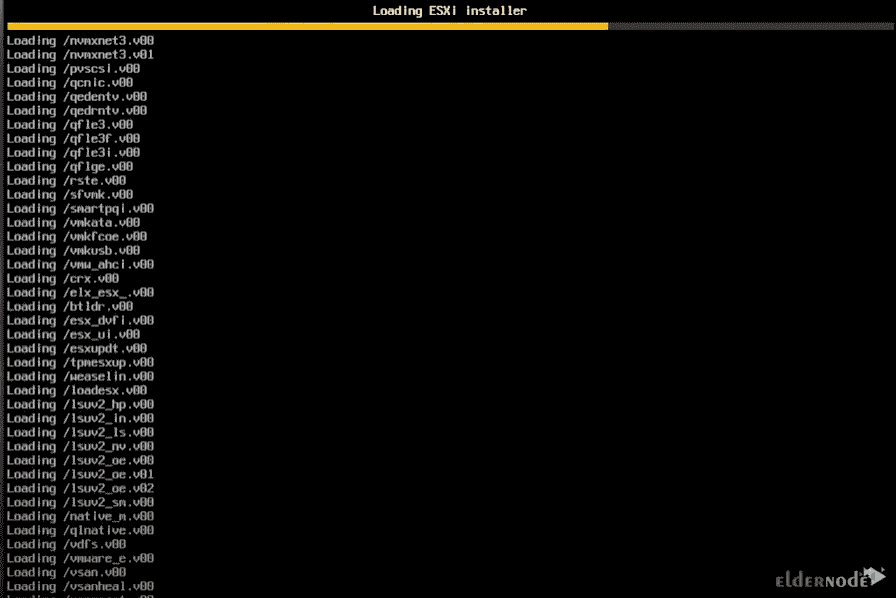 Loading ESXi installer
Loading /nvmxnet3.v00
Loading /nvmxnet3.v01
Loading /pvscsi.v00
Loading /qcnic.v00
Loading /qedentv.v00
Loading /qedrntv.v00
Loading /qfle3.v00
Loading /qfle3f.v00
Loading /qfle3i.v00
Loading /qflge.v00
Loading /rste.v00
Loading /sfvmk.v00
Loading /smartpqi.v00
Loading /vmkata.v00
Loading /vmkfcoe.v00
Loading /vmkusb.v00
Loading /vmw_ahci.v00
Loading /crx.v00
Loading /elx_esx_.v00
Loading /btldr.v00
Loading /esx_dvfi.v00
Loading /esx_ui.v00
Loading /esxupdt.v00
Loading /tpmesxup.v00
Loading /weaselin.v00
Loading /loadesx.v00
Loading /lsuv2_hp.v00
Loading /lsuv2_in.v00
Loading /lsuv2_ls.v00
Loading /lsuv2_nv.v00
Loading /lsuv2_oe.v00
Loading /lsuv2_oe.v01
Loading /lsuv2_oe.v02
Loading /lsuv2_sm.v00
Loading /native_m.v00
Loading /qlnative.v00
Loading /vdfs.v00
Loading /vmware_e.v00
Loading /vsan.v00
Loading /vsanheal.v00
elderNode